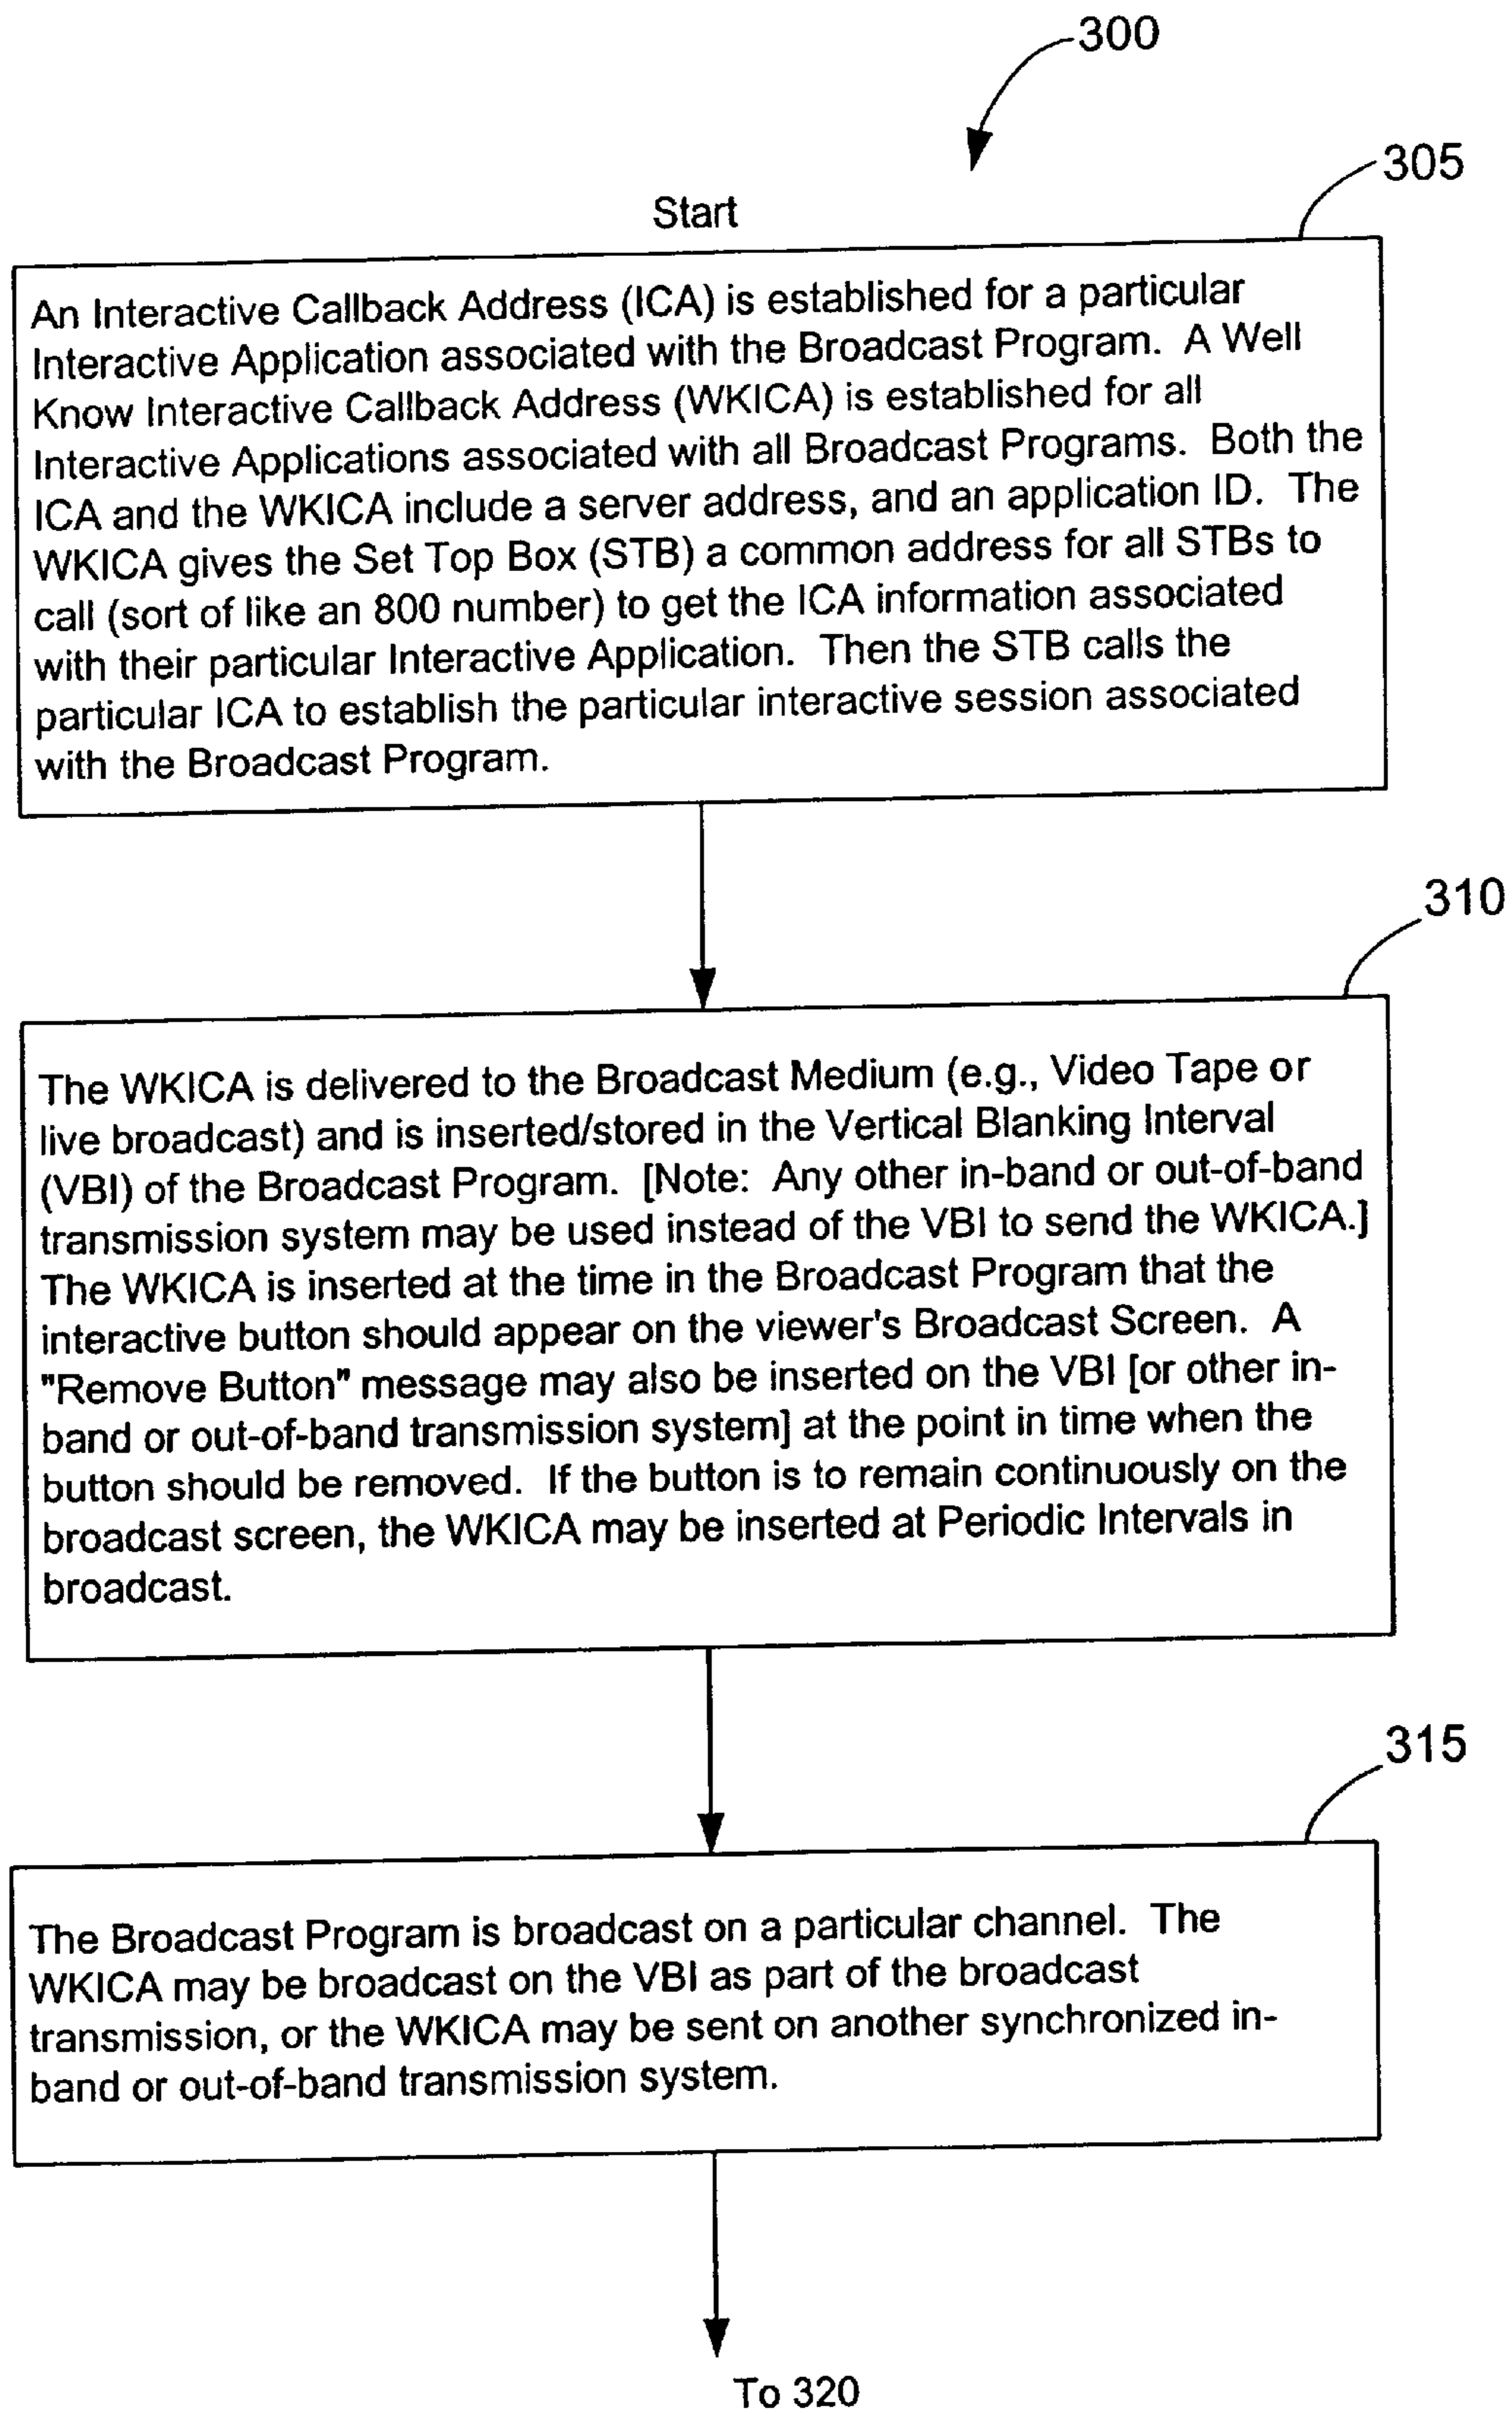 300
305
Start
An Interactive Callback Address (ICA) is established for a particular
Interactive Application associated with the Broadcast Program.  A Well
Know Interactive Callback Address (WKICA) is established for all
Interactive Applications associated with all Broadcast Programs.  Both the
ICA and the WKICA include a server address, and an application ID.  The
WKICA gives the Set Top Box (STB) a common address for all STBs to
call (sort of like an 800 number) to get the ICA information associated
with their particular Interactive Application.  Then the STB calls the
particular ICA to establish the particular interactive session associated
with the Broadcast Program.
310
The WKICA is delivered to the Broadcast Medium (e.g., Video Tape or
live broadcast) and is inserted/stored in the Vertical Blanking Interval
(VBI) of the Broadcast Program.  [Note:  Any other in-band or out-of-band
transmission system may be used instead of the VBI to send the WKICA.]
The WKICA is inserted at the time in the Broadcast Program that the
interactive button should appear on the viewer's Broadcast Screen.  A
"Remove Button" message may also be inserted on the VBI [or other in-
band or out-of-band transmission system] at the point in time when the
button should be removed.  If the button is to remain continuously on the
broadcast screen, the WKICA may be inserted at Periodic Intervals in
broadcast.
315
The Broadcast Program is broadcast on a particular channel.  The
WKICA may be broadcast on the VBI as part of the broadcast
transmission, or the WKICA may be sent on another synchronized in-
band or out-of-band transmission system.
To 320